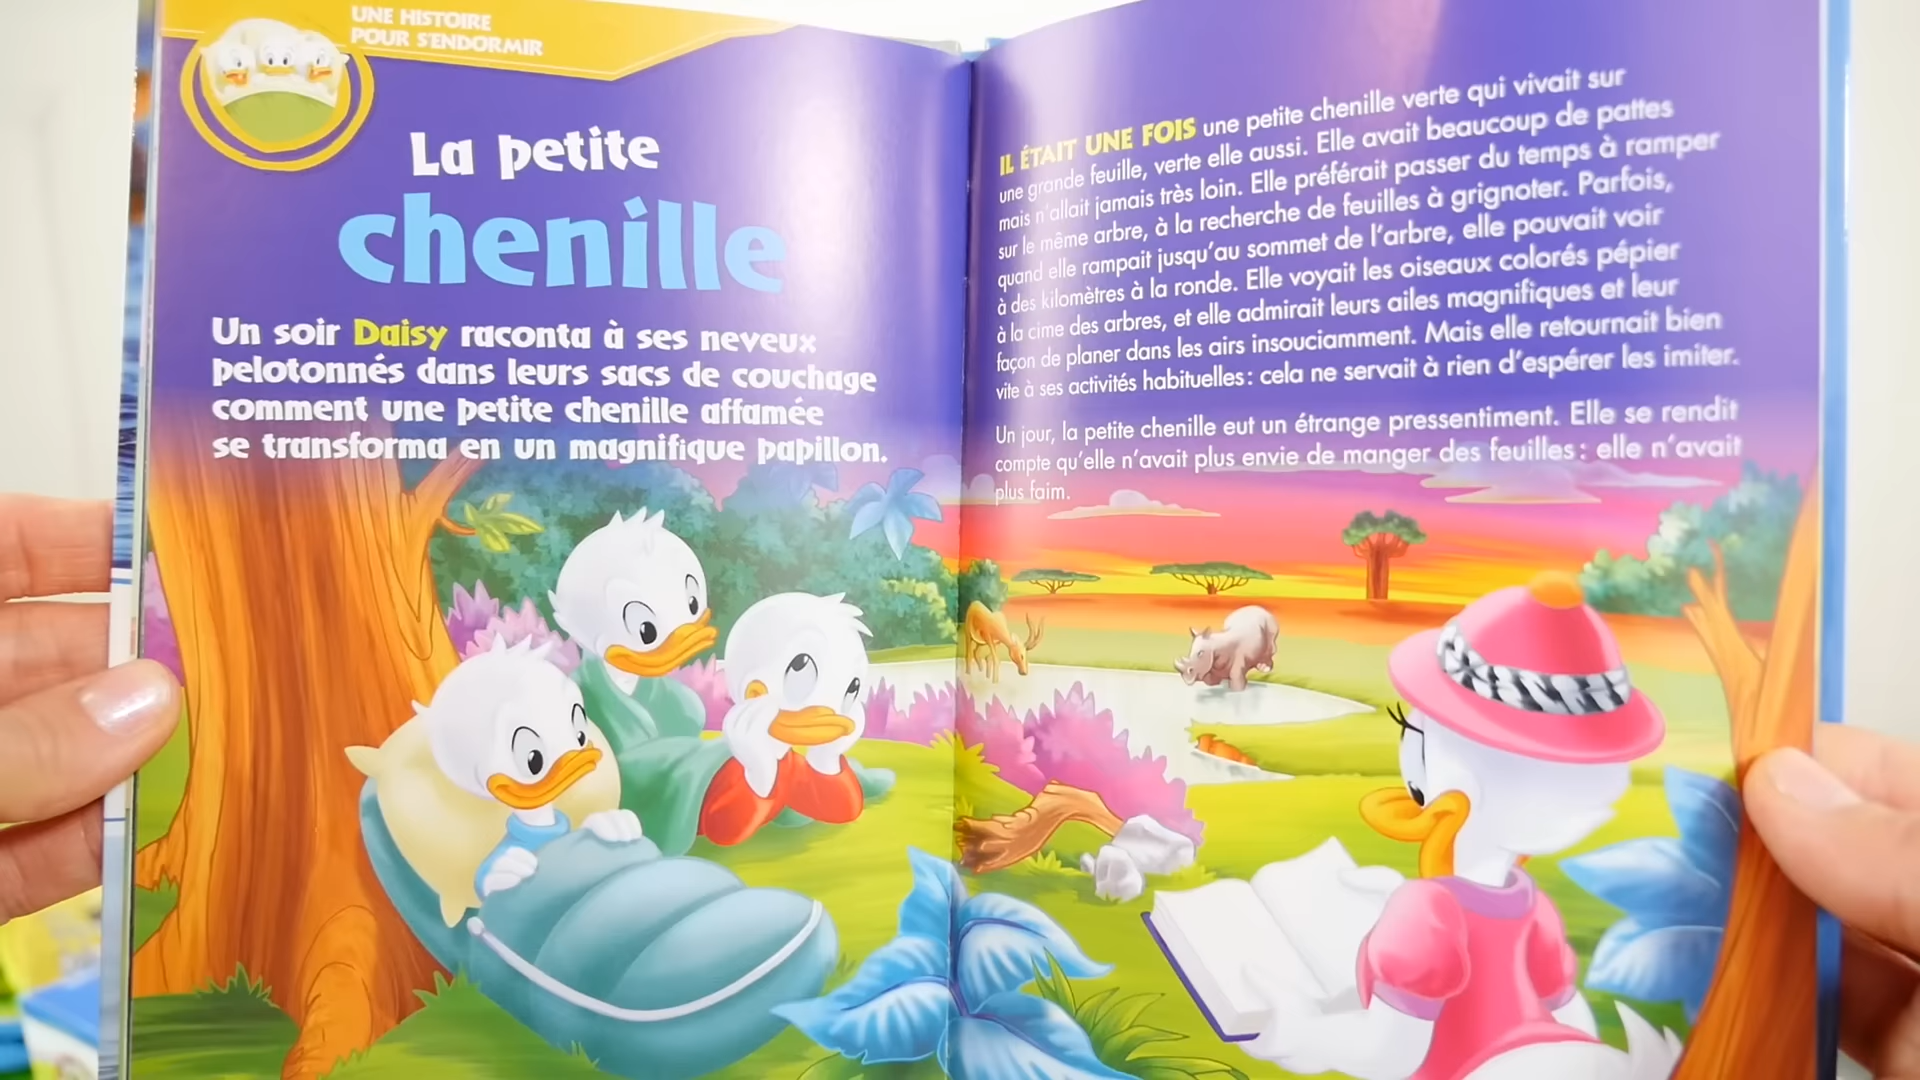 UNE HISTOIRE
POUR S'ENDORMIR
La petite
chenille
Un soir Daisy raconta à ses neveux
pelotonnés dans leurs sacs de couchage
comment une petite chenille affamée
se transforma en un magnifique papillon.
IL ÉTAIT UNE FOIS une petite chenille verte qui vivait sur
une grande feuille, verte elle aussi. Elle avait beaucoup de pattes
mais n'allait jamais très loin. Elle préférait passer du temps à ramper
sur le même arbre, à la recherche de feuilles à grignoter. Parfois,
quand elle rampait jusqu'au sommet de l'arbre, elle pouvait voir
à des kilomètres à la ronde. Elle voyait les oiseaux colorés pépier
à la cime des arbres, et elle admirait leurs ailes magnifiques et leur
façon de planer dans les airs insouciamment. Mais elle retournait bien
vite à ses activités habituelles : cela ne servait à rien d'espérer les imiter.
Un jour, la petite chenille eut un étrange pressentiment. Elle se rendit
compte qu'elle n'avait plus envie de manger des feuilles : elle n'avait
plus faim.